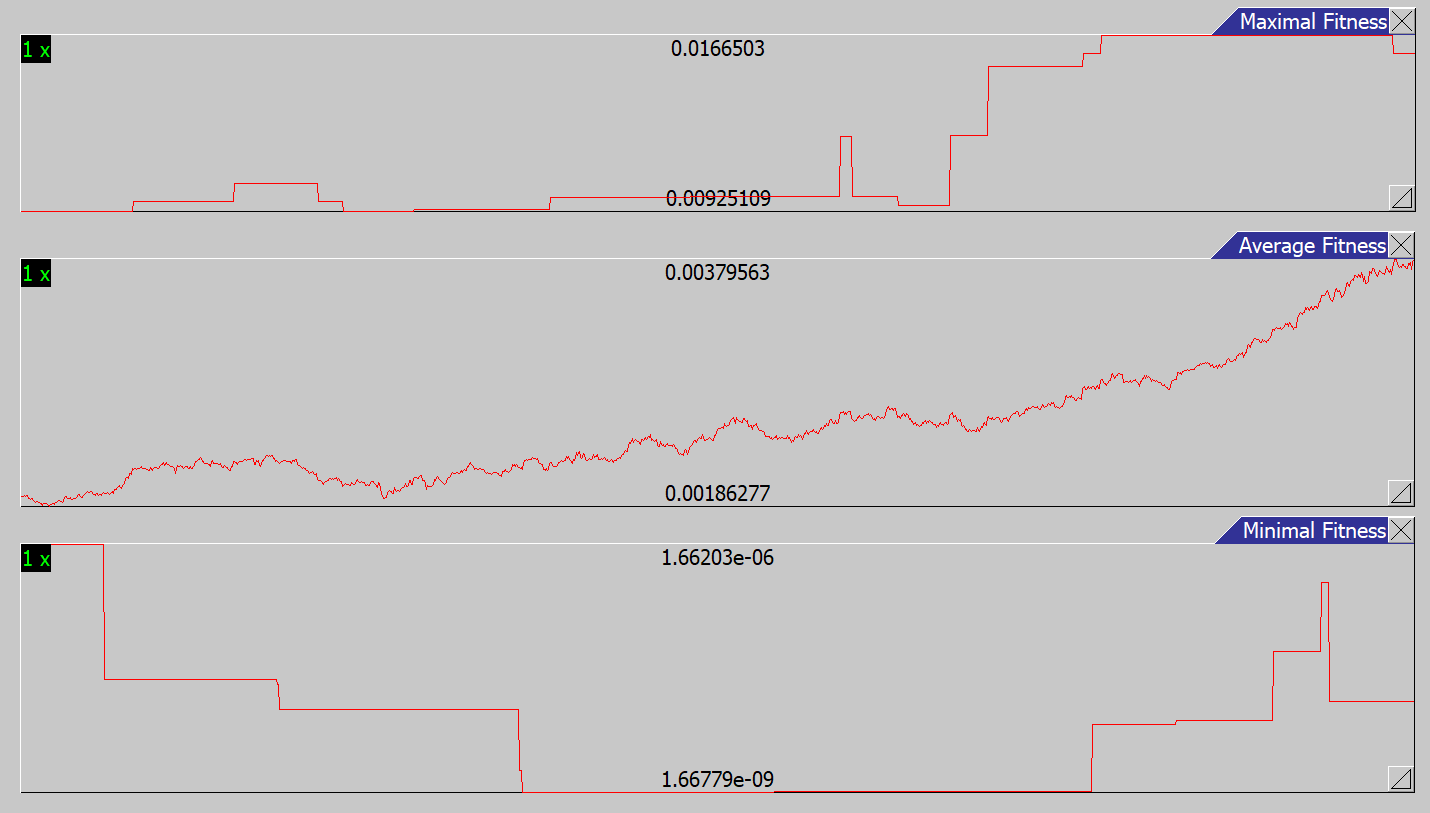 Maximal Fitness
1 x
0.0166503
0.00925109
Average Fitness
1 x
0.00379563
0.00186277
Minimal Fitness
1 x
1.66203e-06
1.66779e-09